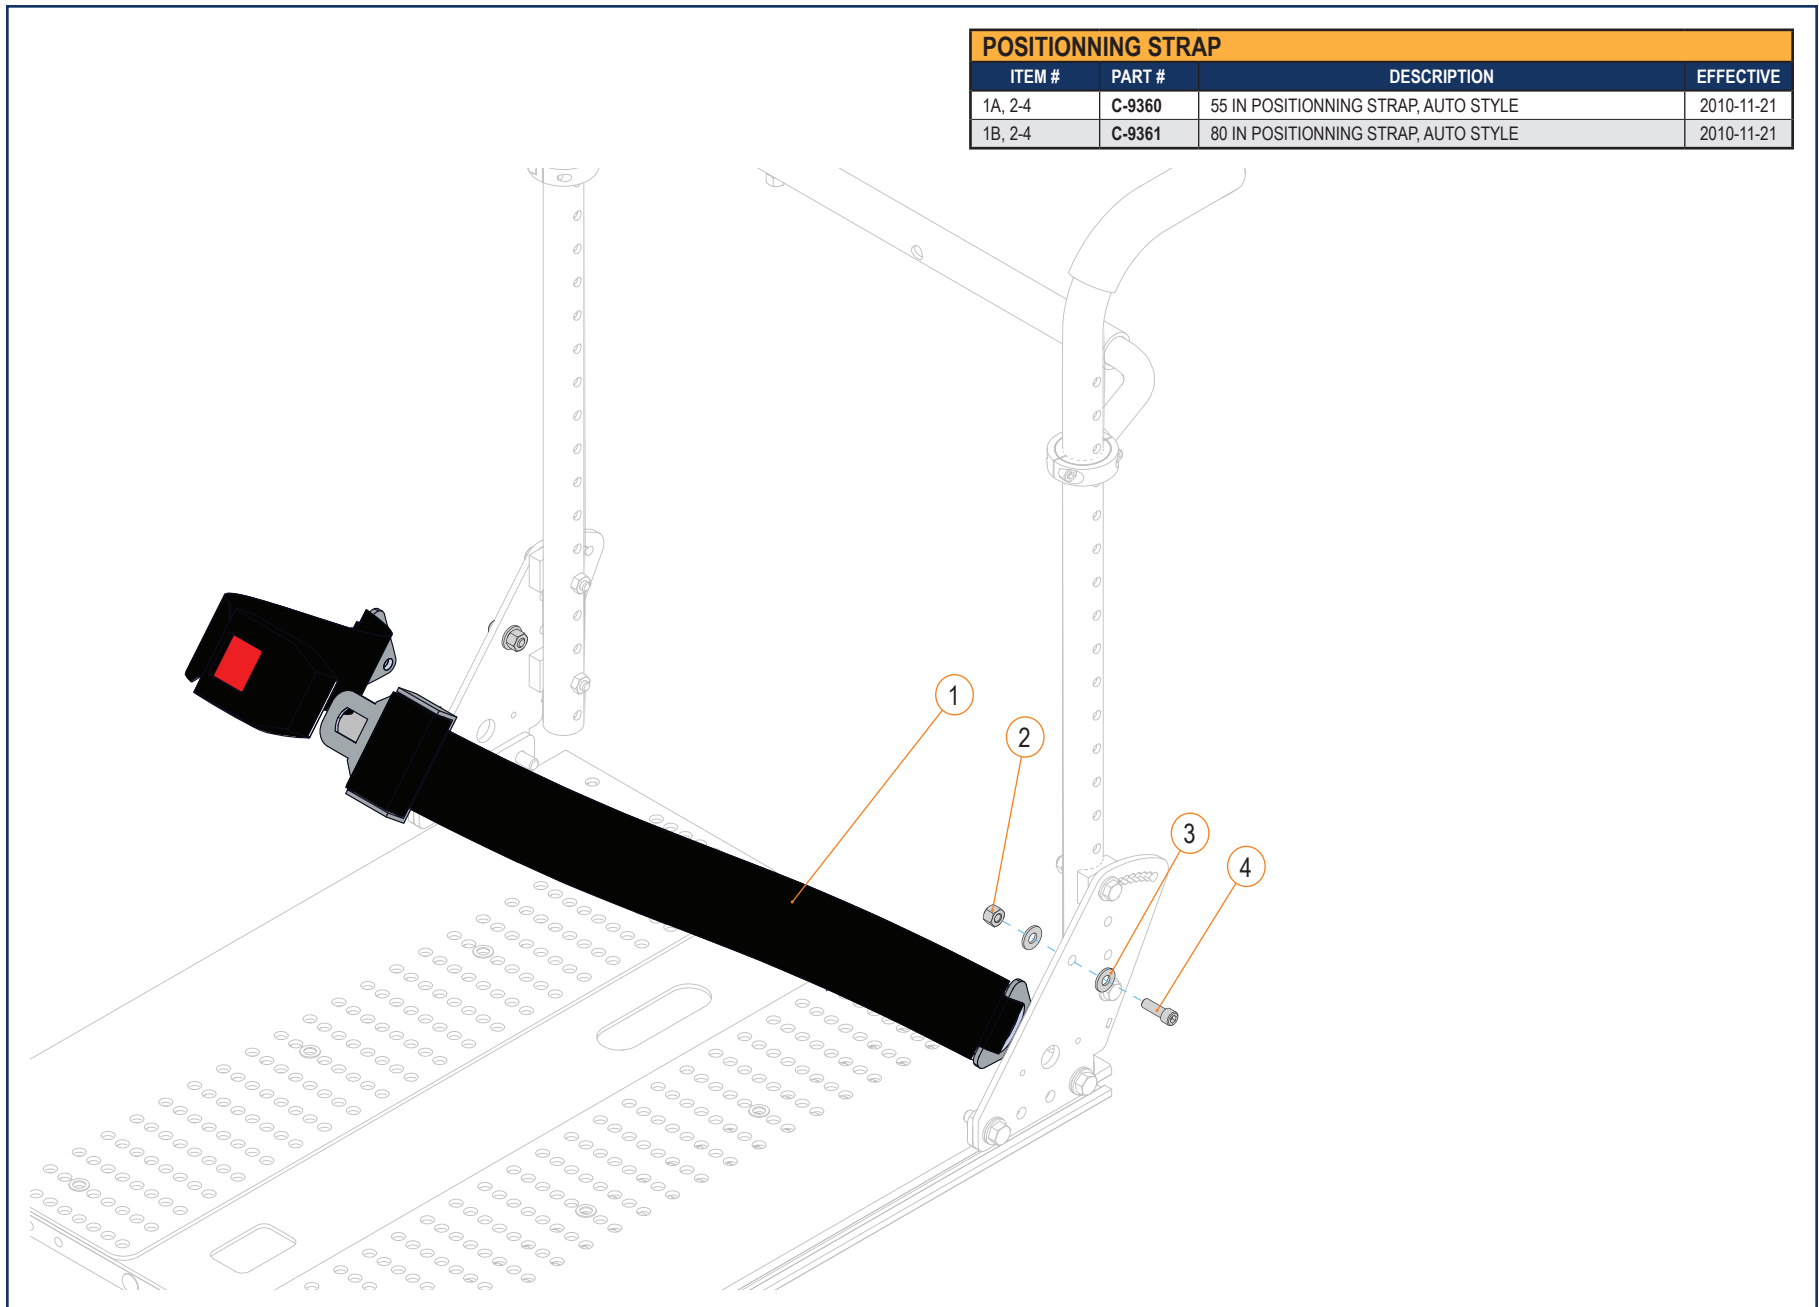 POSITIONNING STRAP
ITEM # PART # DESCRIPTION EFFECTIVE
1A, 2-4 C-9360 55 IN POSITIONNING STRAP, AUTO STYLE 2010-11-21
1B, 2-4 C-9361 80 IN POSITIONNING STRAP, AUTO STYLE 2010-11-21
1
2
3
4